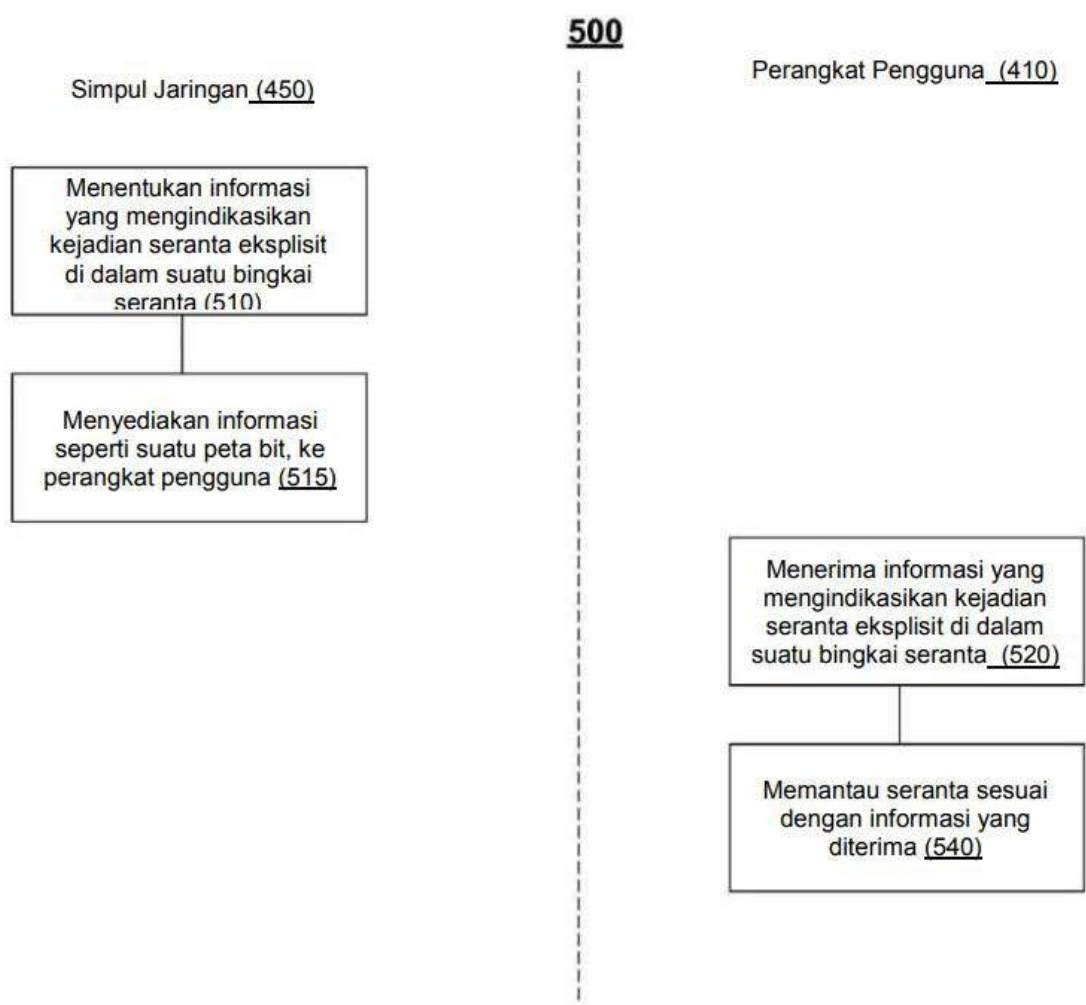 500
Simpul Jaringan (450)
Perangkat Pengguna (410)
Menentukan informasi
yang mengindikasikan
kejadian seranta eksplisit
di dalam suatu bingkai
seranta (510)
Menyediakan informasi
seperti suatu peta bit, ke
perangkat pengguna (515)
Menerima informasi yang
mengindikasikan kejadian
seranta eksplisit di dalam
suatu bingkai seranta (520)
Memantau seranta sesuai
dengan informasi yang
diterima (540)